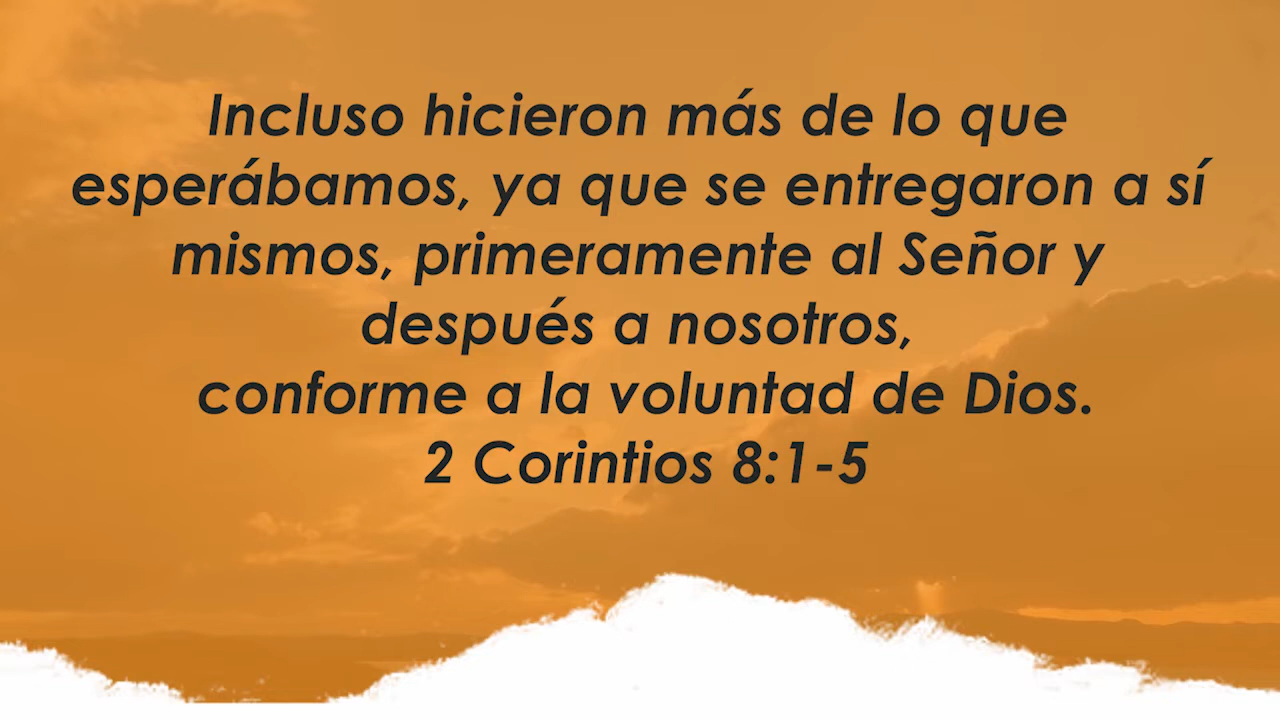 Incluso hicieron más de lo que
esperábamos, ya que se entregaron a sí
mismos, primeramente al Señor y
después a nosotros,
conforme a la voluntad de Dios.
2 Corintios 8:1-5